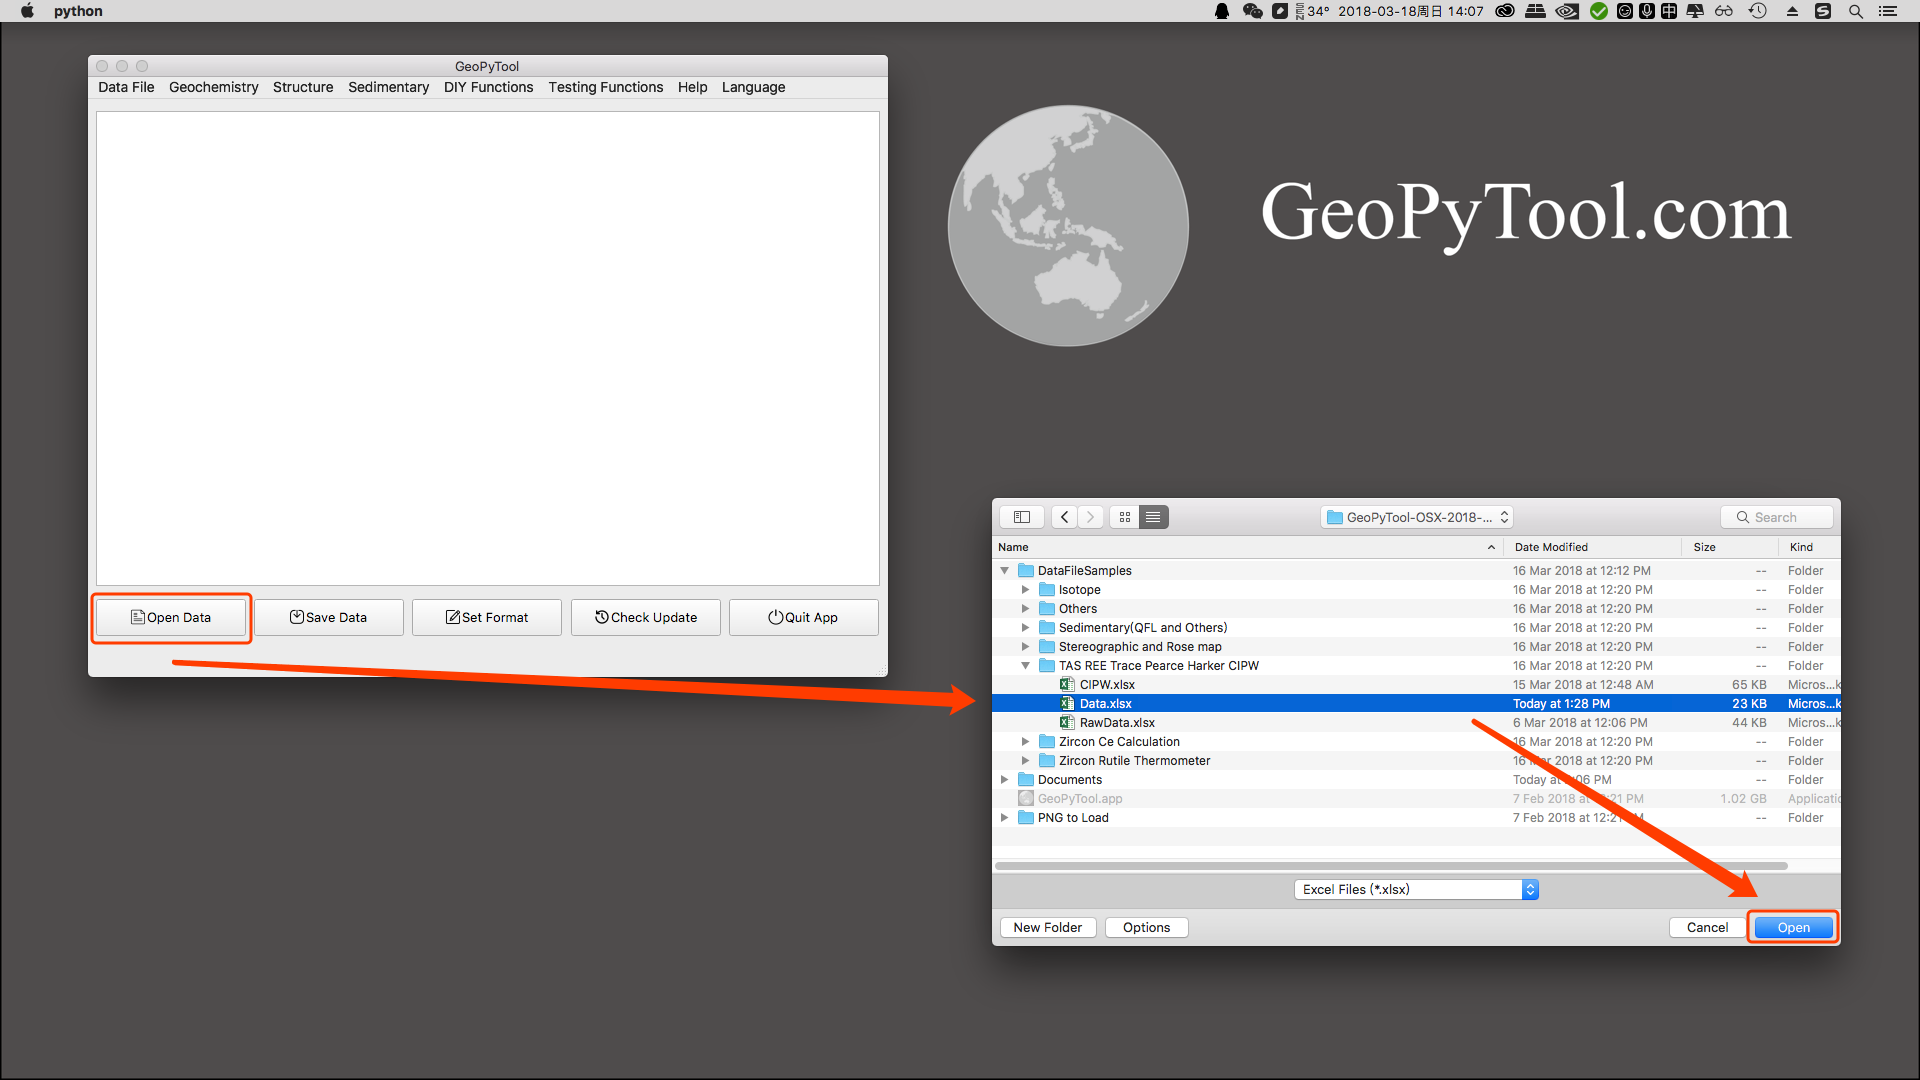 python
SEN 34° 2018-03-18周日 14:07
中
GeoPyTool
Data File Geochemistry Structure Sedimentary DIY Functions Testing Functions Help Language
GeoPyTool.com
Open Data Save Data Set Format Check Update Quit App
GeoPyTool-OSX-2018-... Search
Name Date Modified Size Kind
DataFileSamples 16 Mar 2018 at 12:12 PM -- Folder
Isotope 16 Mar 2018 at 12:20 PM -- Folder
Others 16 Mar 2018 at 12:20 PM -- Folder
Sedimentary(QFL and Others) 16 Mar 2018 at 12:20 PM -- Folder
Stereographic and Rose map 16 Mar 2018 at 12:20 PM -- Folder
TAS REE Trace Pearce Harker CIPW 16 Mar 2018 at 12:20 PM -- Folder
CIPW.xlsx 15 Mar 2018 at 12:48 AM 65 KB Micros...k
Data.xlsx Today at 1:28 PM 23 KB Micros...k
RawData.xlsx 6 Mar 2018 at 12:06 PM 44 KB Micros...k
Zircon Ce Calculation 16 Mar 2018 at 12:20 PM -- Folder
Zircon Rutile Thermometer 16 Mar 2018 at 12:20 PM -- Folder
Documents Today at :06 PM -- Folder
GeoPyTool.app 7 Feb 2018 at :21 PM 1.02 GB Applicatio
PNG to Load 7 Feb 2018 at 12:21 M -- Folder
Excel Files (*.xlsx)
New Folder Options Cancel Open